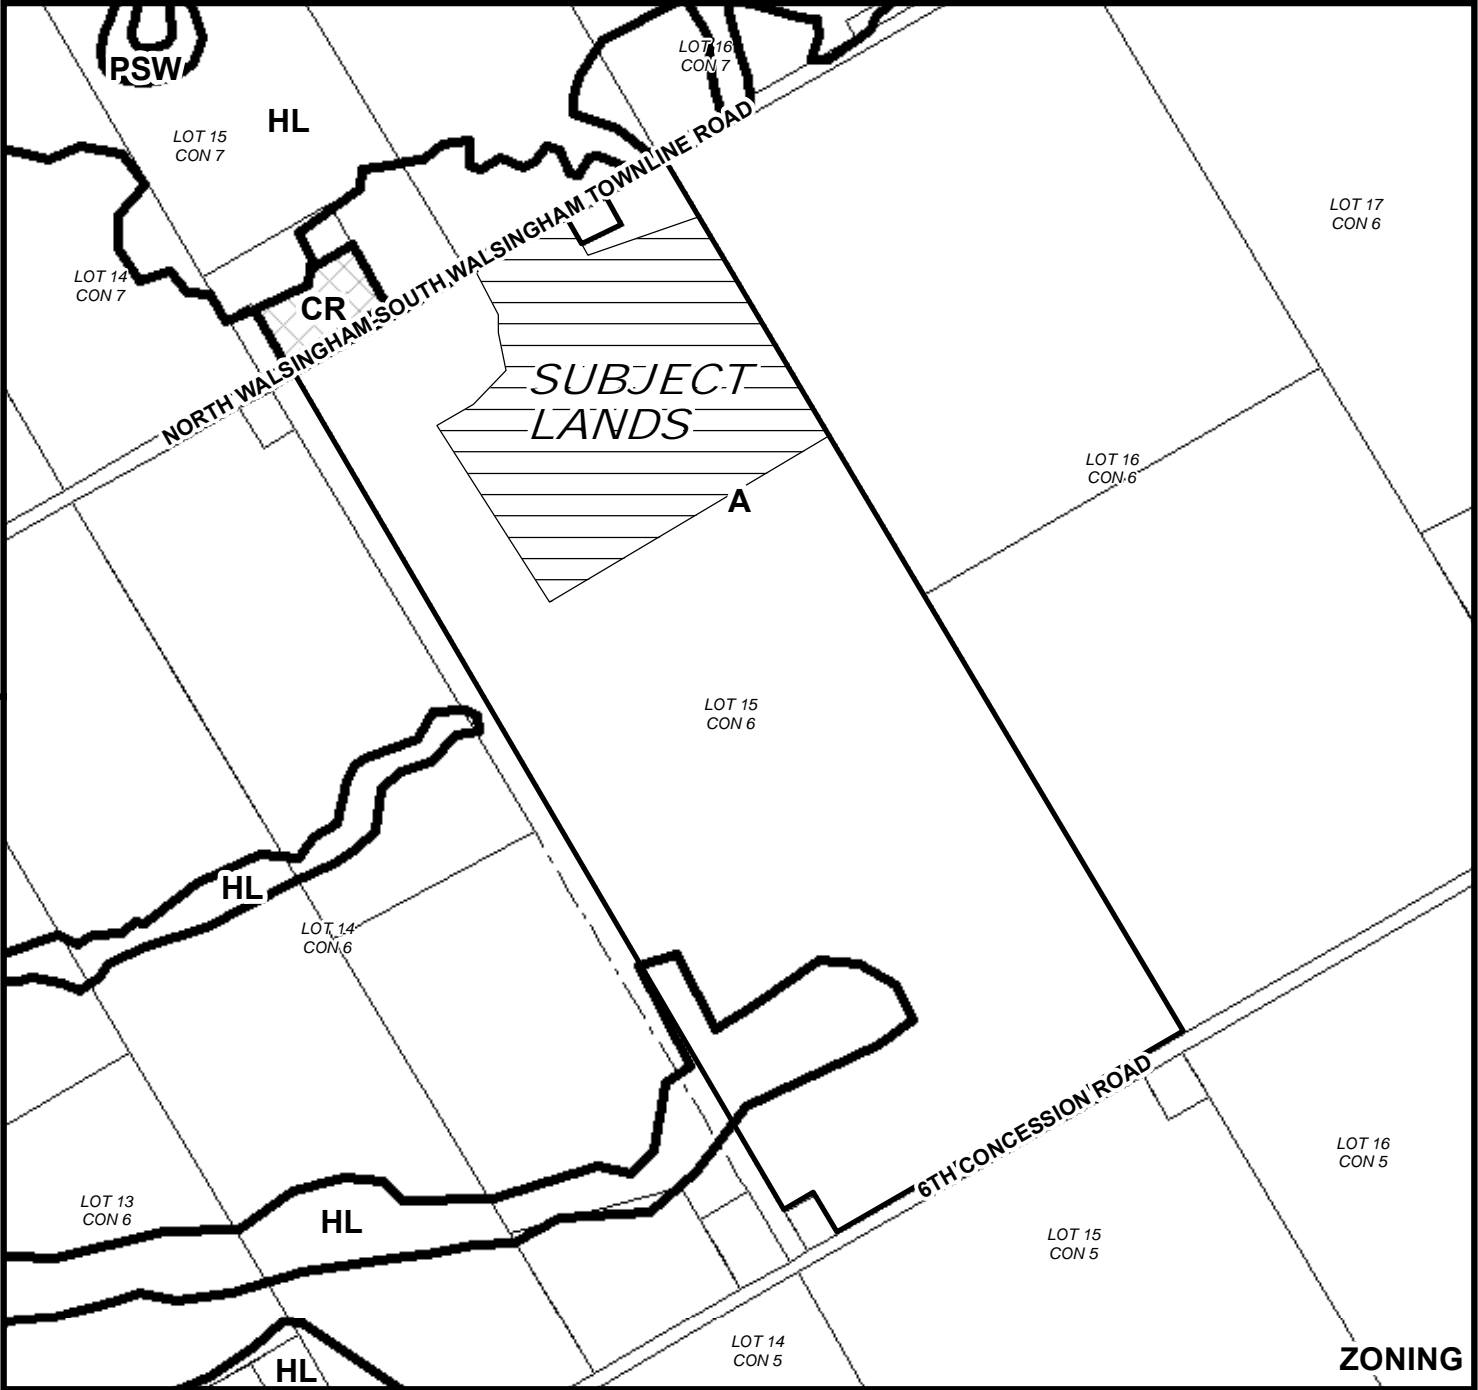 LOT 16
CON 7
PSW
HL
LOT 15
CON 7
LOT 17
CON 6
LOT 14
CON 7
CR
NORTH WALSINGHAM-SOUTH WALSINGHAM TOWNLINE ROAD
SUBJECT
LANDS
LOT 16
CON 6
A
LOT 15
CON 6
HL
LOT 14
CON 6
6TH CONCESSION ROAD
LOT 16
CON 5
LOT 13
CON 6
HL
LOT 15
CON 5
LOT 14
CON 5
HL
ZONING